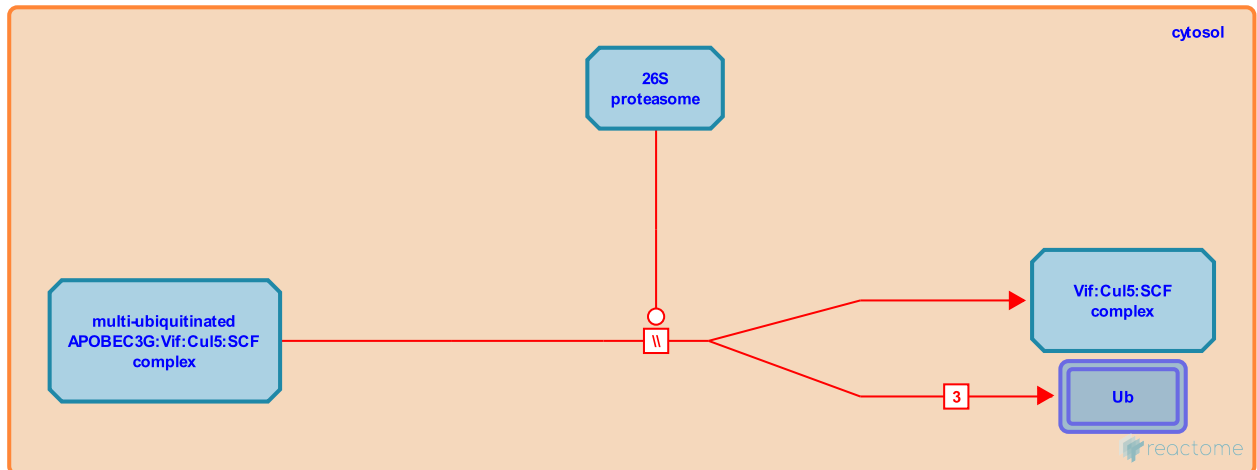 cytosol
26S
proteasome
multi-ubiquitinated
APOBEC3G:Vif:Cul5:SCF
complex
\\
Vif:Cul5:SCF
complex
3
Ub
reactome